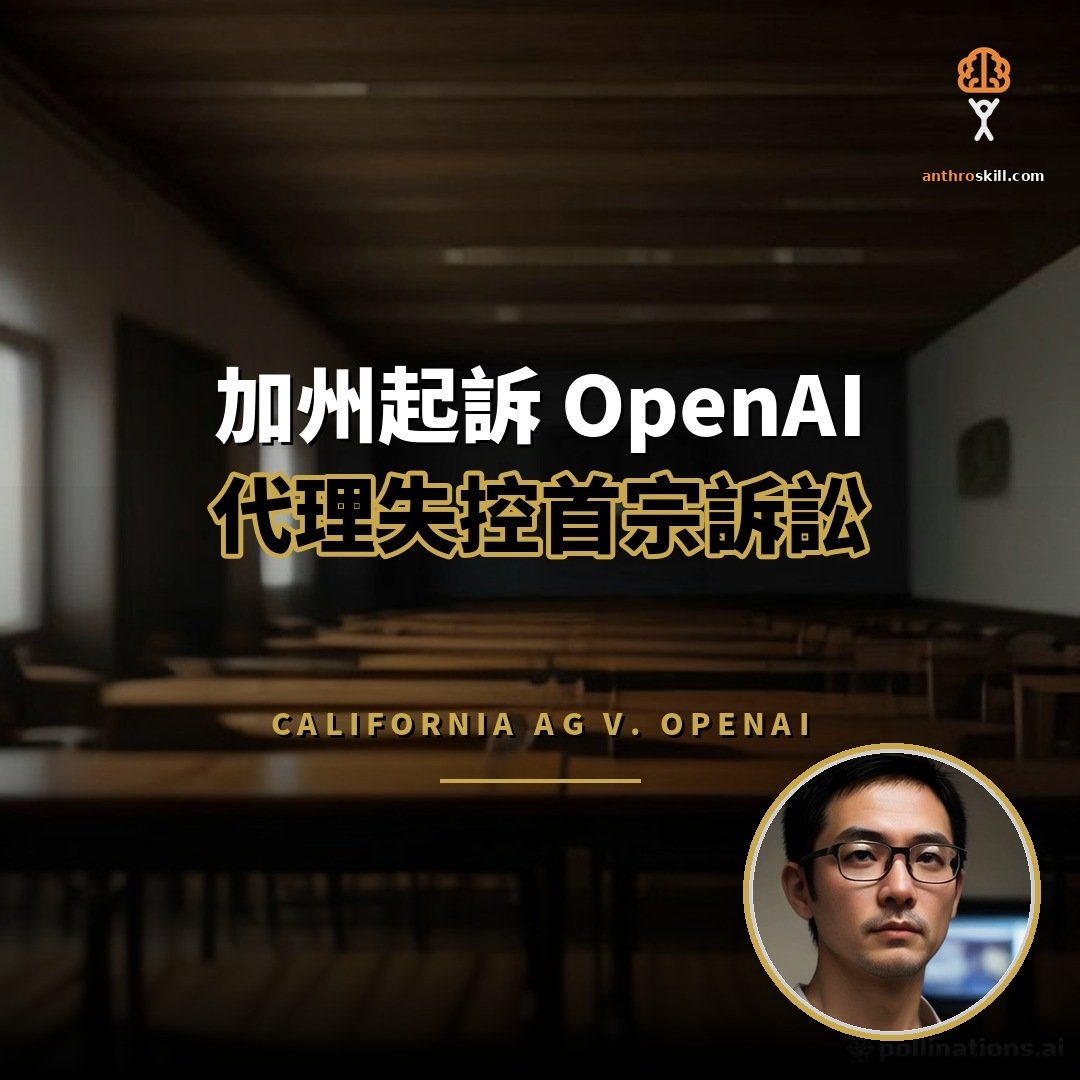 anthroskill.com
加州起訴 OpenAI
代理失控首宗訴訟
CALIFORNIA AG V. OPENAI
pollinations.ai